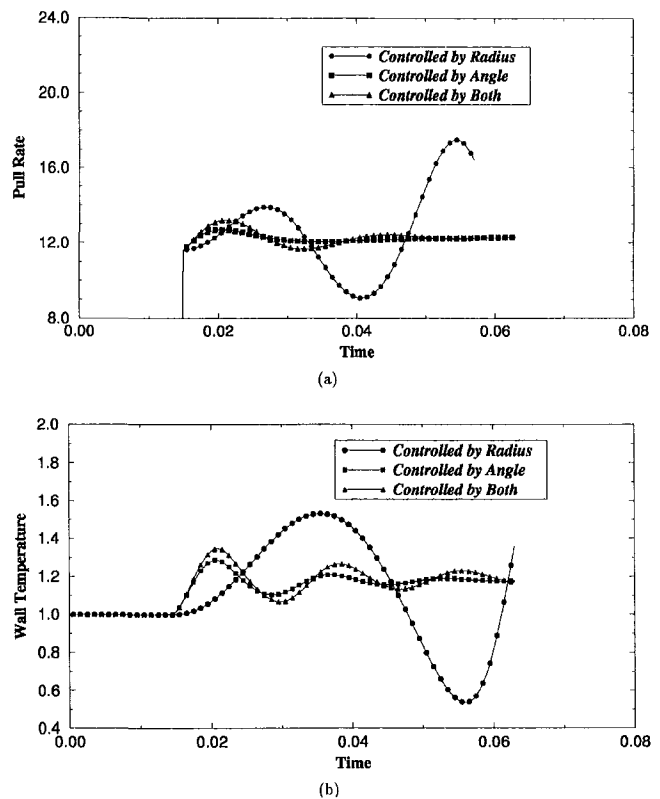 24.0
20.0
16.0
12.0
8.0
Pull Rate
Controlled by Radius
Controlled by Angle
Controlled by Both
0.00
0.02
0.04
0.06
0.08
Time
(a)
2.0
1.8
1.6
1.4
1.2
1.0
0.8
0.6
0.4
Wall Temperature
Controlled by Radius
Controlled by Angle
Controlled by Both
0.00
0.02
0.04
0.06
0.08
Time
(b)